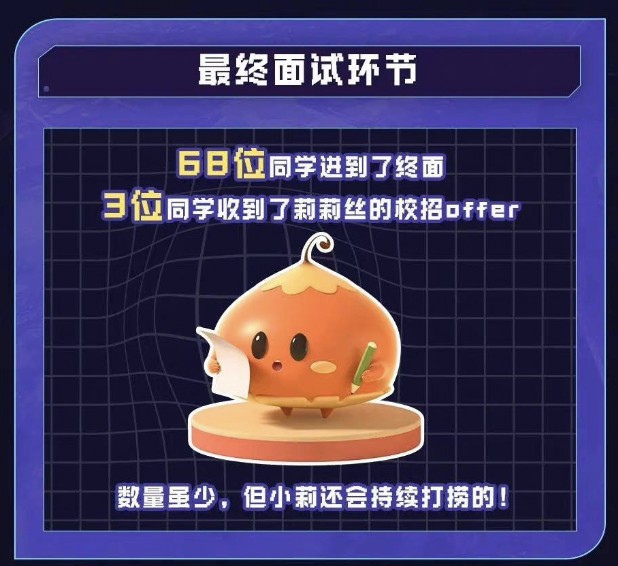 最终面试环节
68位同学进到了终面
3位同学收到了莉莉丝的校招offer
数量虽少，但小莉还会持续打捞的！